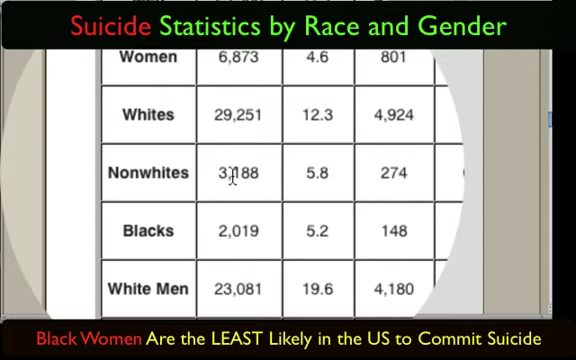 Suicide Statistics by Race and Gender
Women 6,873 4.6 801
Whites 29,251 12.3 4,924
Nonwhites 3,188 5.8 274
Blacks 2,019 5.2 148
White Men 23,081 19.6 4,180
Black Women Are the LEAST Likely in the US to Commit Suicide